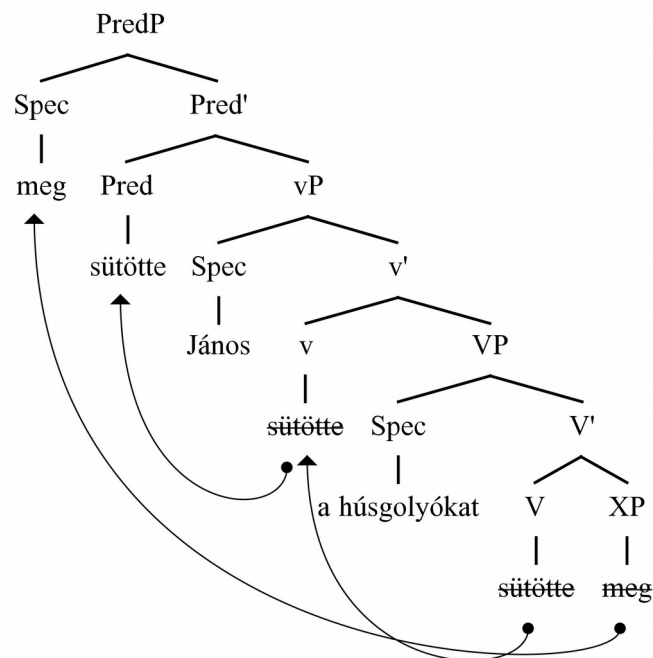 PredP
Spec Pred'
meg Pred vP
sütötte Spec v'
János v VP
sütötte Spec V'
a húsgolyókat V XP
sütötte meg